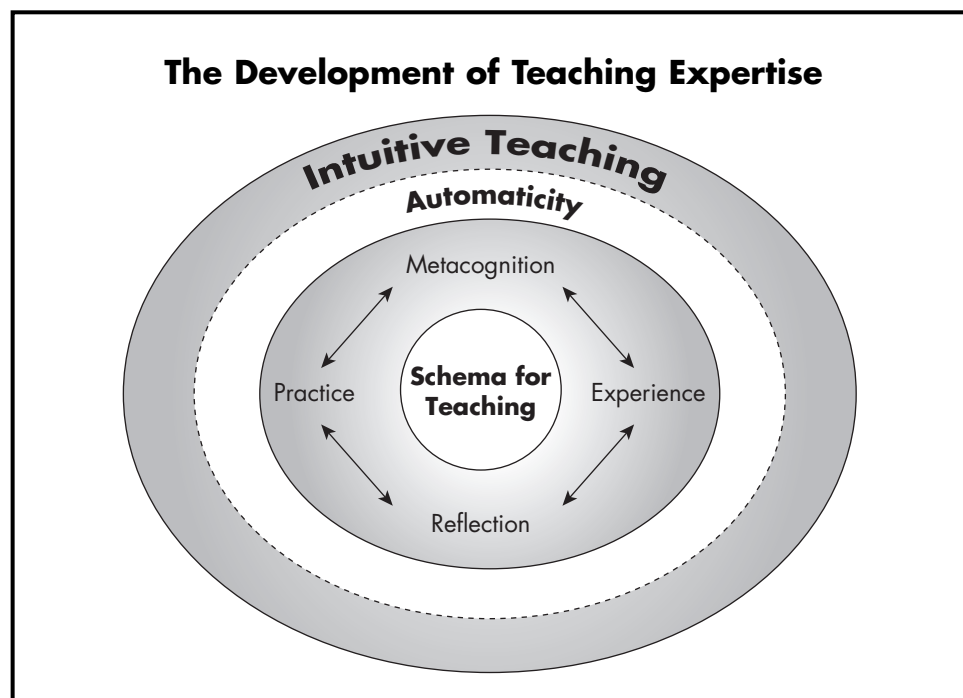 The Development of Teaching Expertise
Intuitive Teaching
Automaticity
Metacognition
Practice
Schema for
Teaching
Experience
Reflection